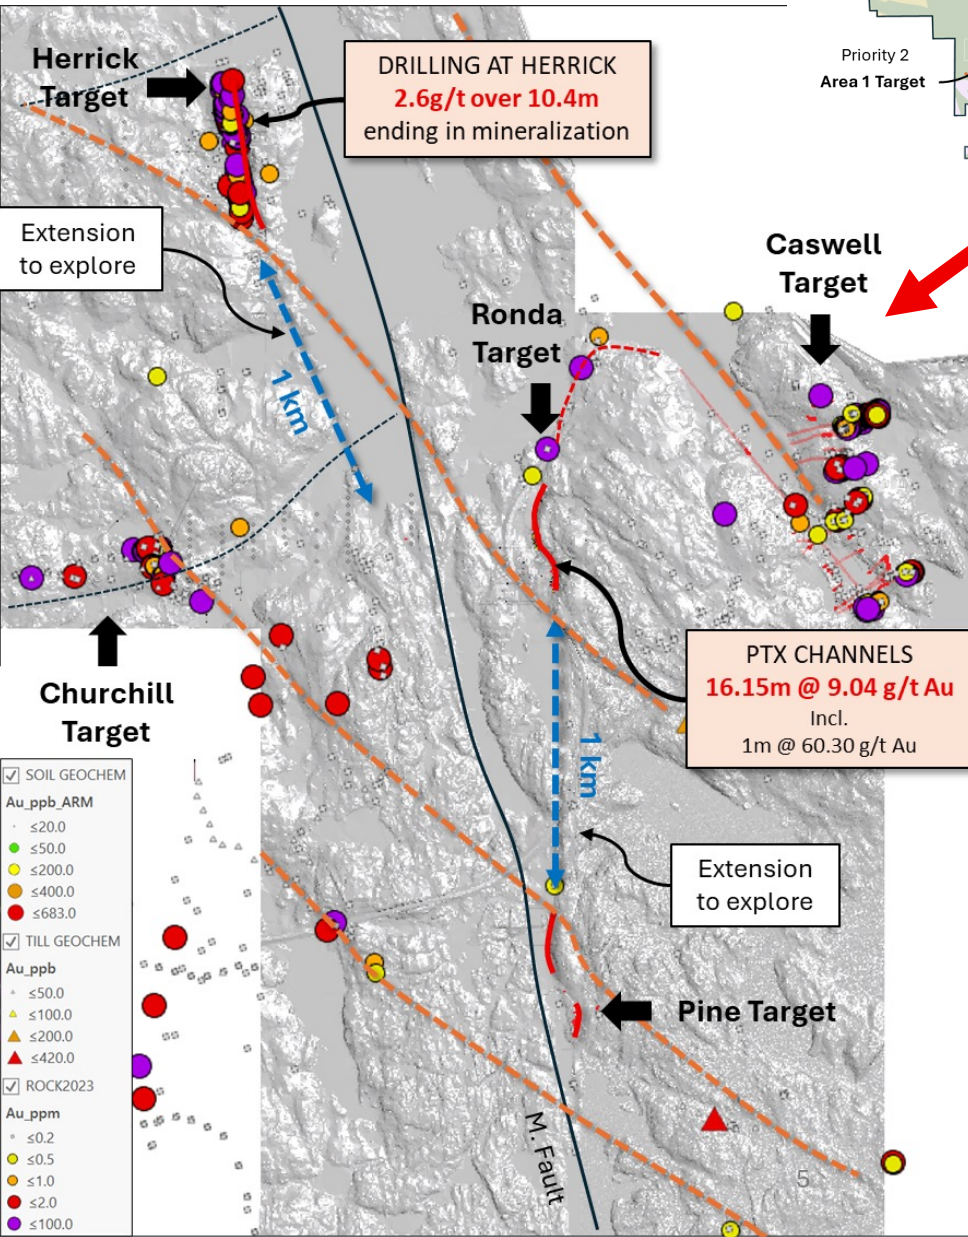 Herrick
Target
DRILLING AT HERRICK
2.6g/t over 10.4m
ending in mineralization
Priority 2
Area 1 Target
Extension
to explore
1 km
Ronda
Target
Caswell
Target
Churchill
Target
PTX CHANNELS
16.15m @ 9.04 g/t Au
Incl.
1m @ 60.30 g/t Au
1 km
Extension
to explore
Pine Target
M. Fault
5
SOIL GEOCHEM
Au_ppb_ARM
≤20.0
≤50.0
≤200.0
≤400.0
≤683.0
TILL GEOCHEM
Au_ppb
≤50.0
≤100.0
≤200.0
≤420.0
ROCK2023
Au_ppm
≤0.2
≤0.5
≤1.0
≤2.0
≤100.0